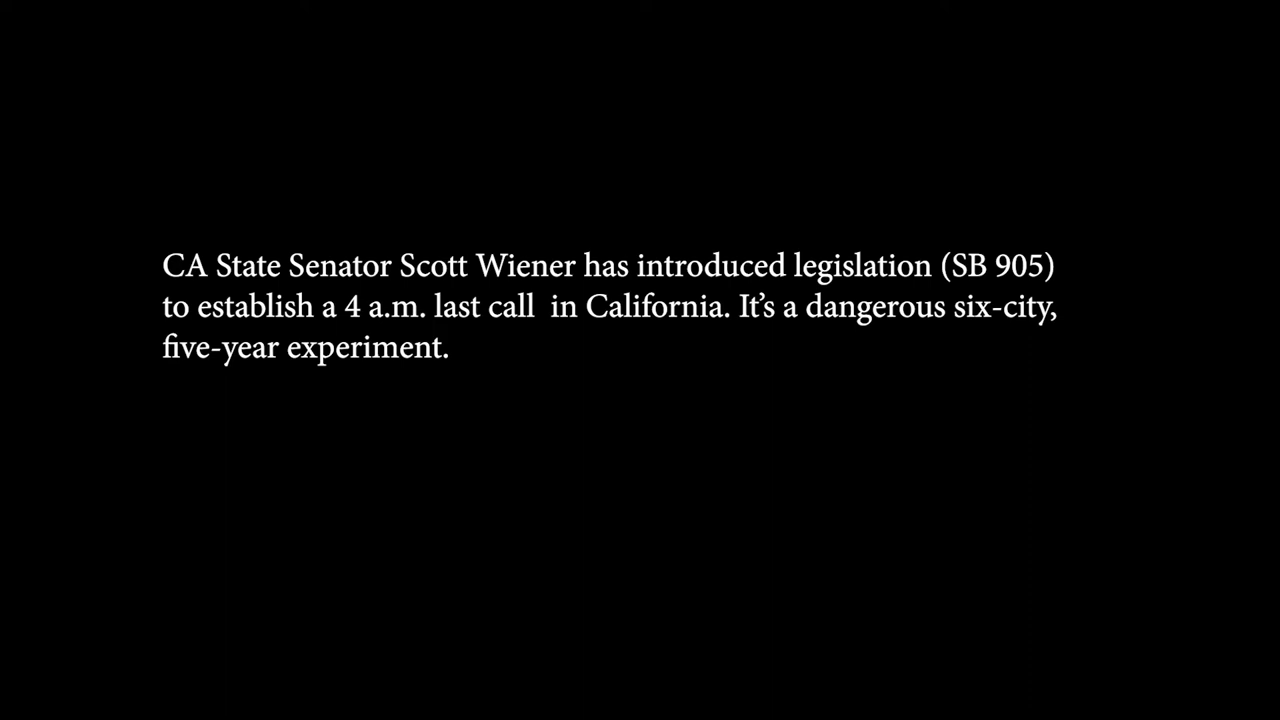 CA State Senator Scott Wiener has introduced legislation (SB 905)
to establish a 4 a.m. last call  in California. It’s a dangerous six-city,
five-year experiment.